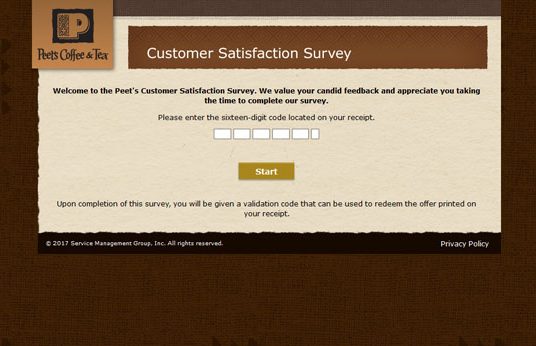 Peet's Coffee & Tea
Customer Satisfaction Survey
Welcome to the Peet's Customer Satisfaction Survey. We value your candid feedback and appreciate you taking
the time to complete our survey.
Please enter the sixteen-digit code located on your receipt.
Start
Upon completion of this survey, you will be given a validation code that can be used to redeem the offer printed on
your receipt.
© 2017 Service Management Group, Inc. All rights reserved.
Privacy Policy